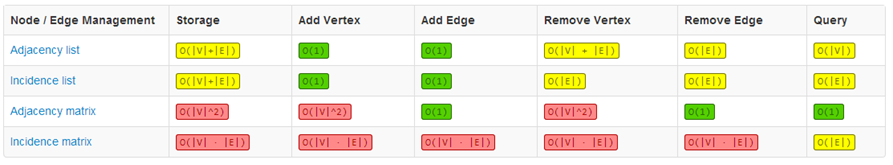 Node / Edge Management Storage Add Vertex Add Edge Remove Vertex Remove Edge Query
Adjacency list O(|V|+|E|) O(1) O(1) O(|V| + |E|) O(|E|) O(|V|)
Incidence list O(|V|+|E|) O(1) O(1) O(|E|) O(|E|) O(|E|)
Adjacency matrix O(|V|^2) O(|V|^2) O(1) O(|V|^2) O(1) O(1)
Incidence matrix O(|V| · |E|) O(|V| · |E|) O(|V| · |E|) O(|V| · |E|) O(|V| · |E|) O(|E|)